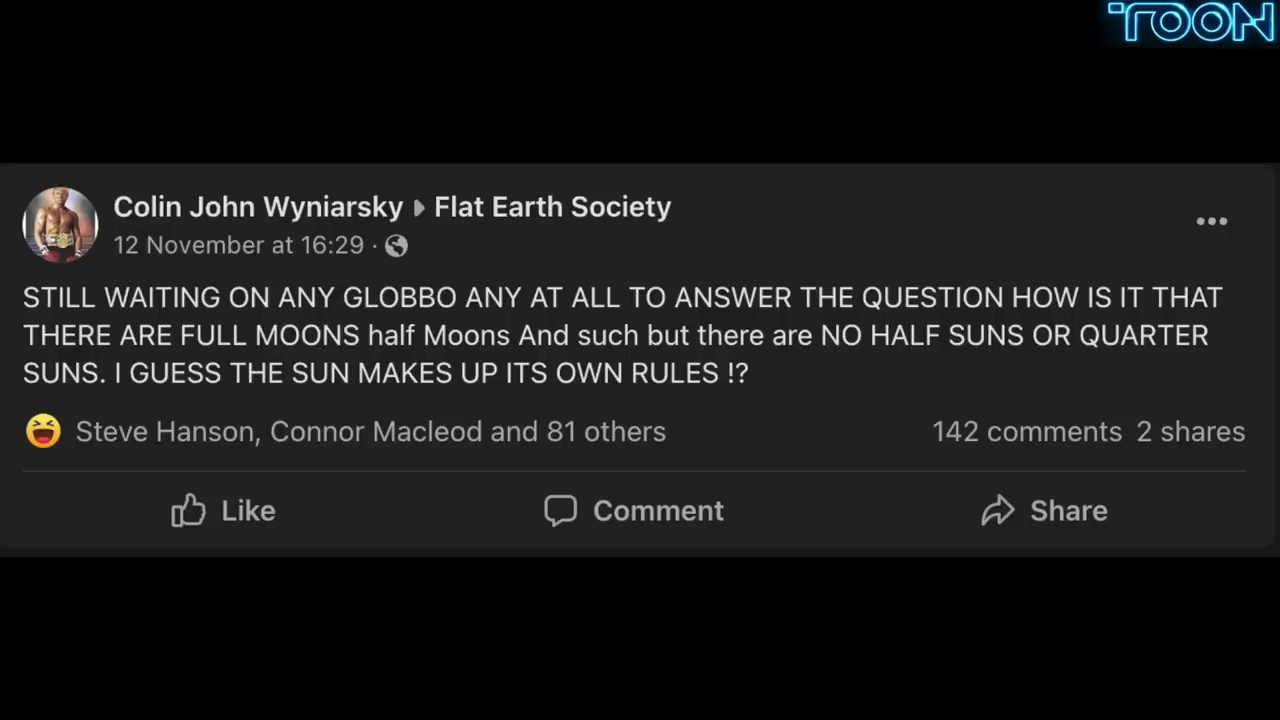 TOON
Colin John Wyniarsky Flat Earth Society
12 November at 16:29 ·
STILL WAITING ON ANY GLOBBO ANY AT ALL TO ANSWER THE QUESTION HOW IS IT THAT
THERE ARE FULL MOONS half Moons And such but there are NO HALF SUNS OR QUARTER
SUNS. I GUESS THE SUN MAKES UP ITS OWN RULES !?
Steve Hanson, Connor Macleod and 81 others 142 comments 2 shares
Like Comment Share